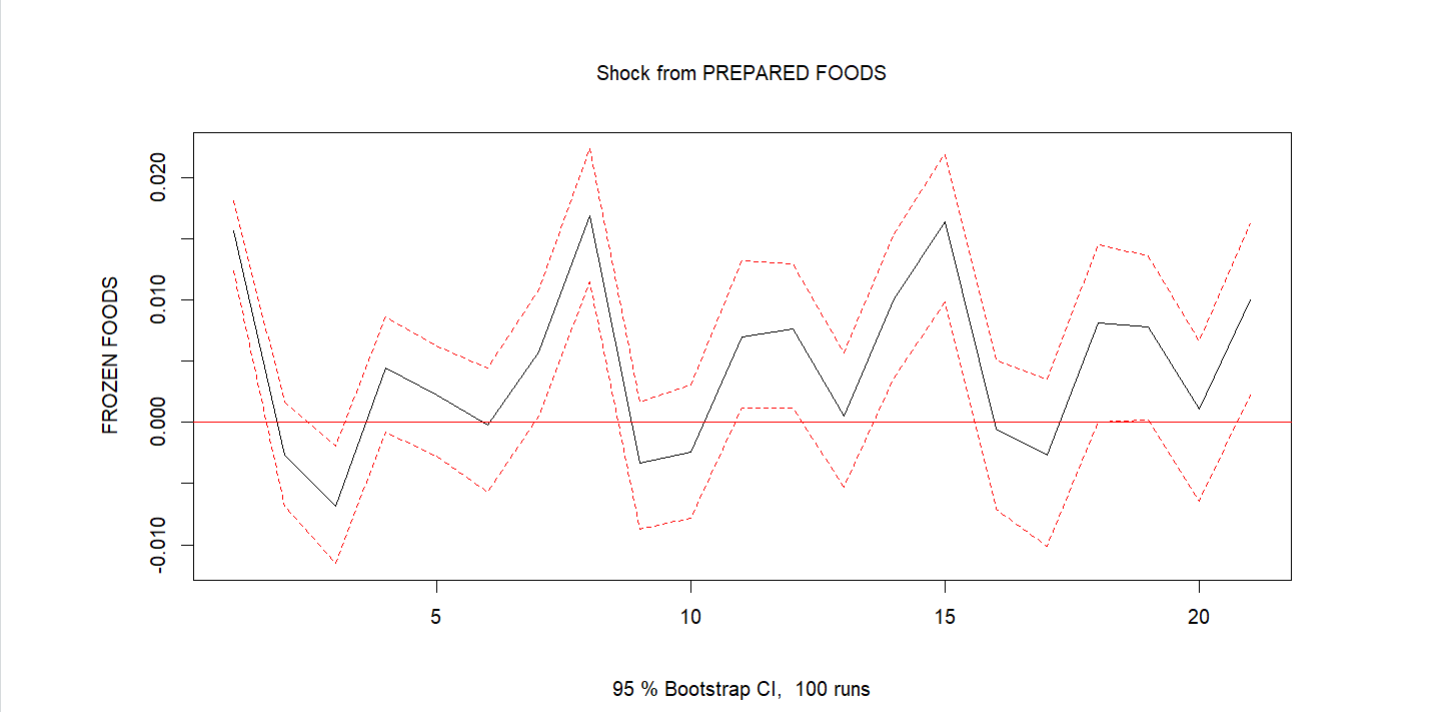 Shock from PREPARED FOODS
FROZEN FOODS
0.020
0.010
0.000
-0.010
5 10 15 20
95 % Bootstrap CI, 100 runs